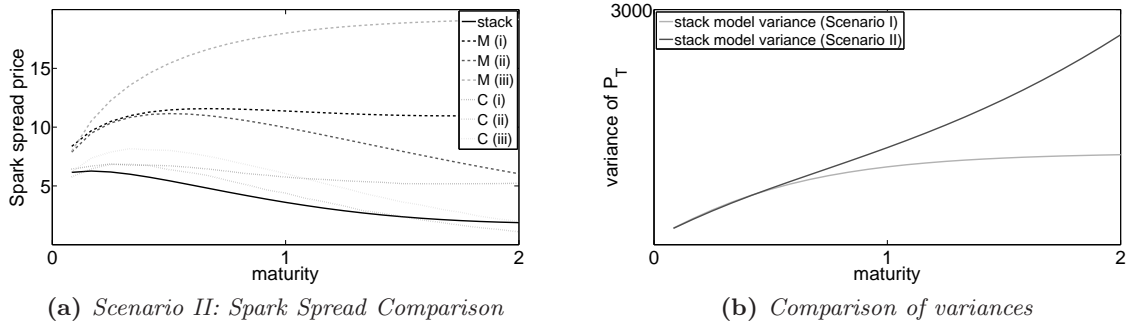 Spark spread price
15
10
5
0
1
2
maturity
stack
M (i)
M (ii)
M (iii)
C (i)
C (ii)
C (iii)
(a) Scenario II: Spark Spread Comparison
variance of P_T
3000
0
1
2
maturity
stack model variance (Scenario I)
stack model variance (Scenario II)
(b) Comparison of variances